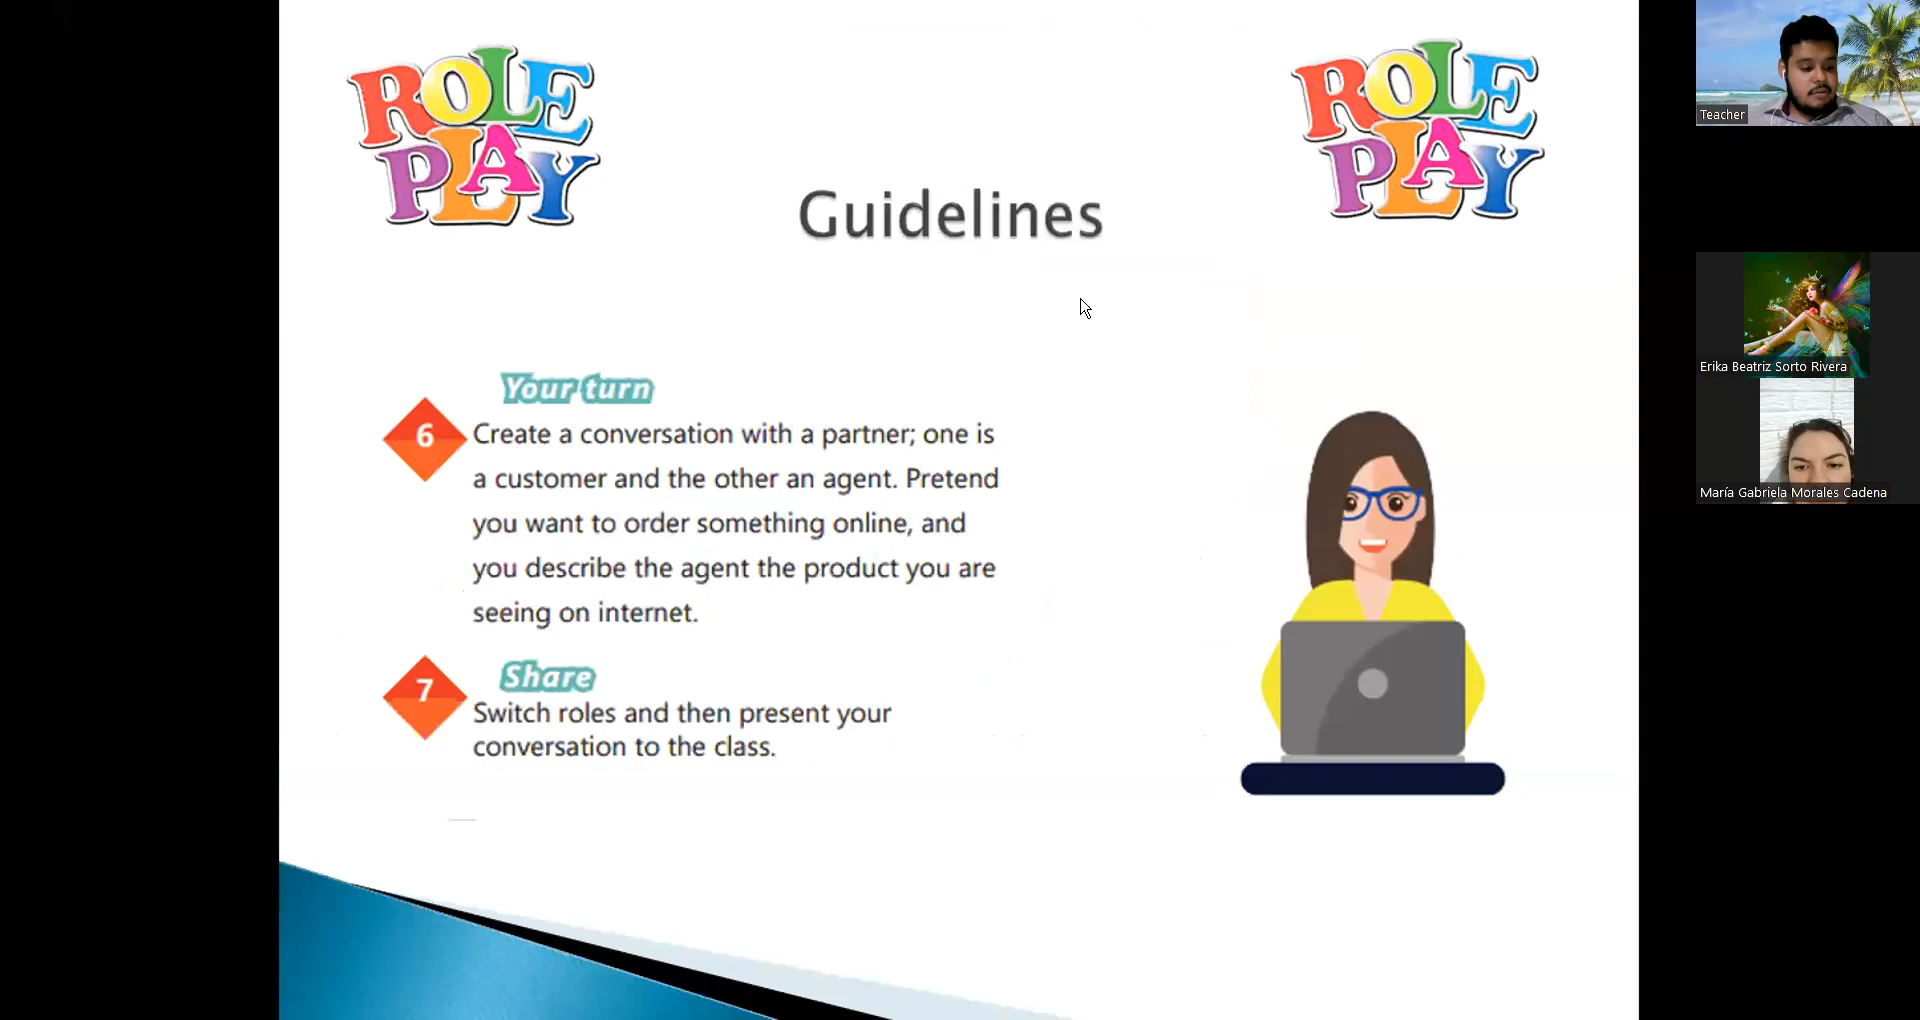 ROLE
PLAY
ROLE
PLAY
Guidelines
Your turn
6
Create a conversation with a partner; one is
a customer and the other an agent. Pretend
you want to order something online, and
you describe the agent the product you are
seeing on internet.
Share
7
Switch roles and then present your
conversation to the class.
Teacher
Erika Beatriz Sorto Rivera
María Gabriela Morales Cadena